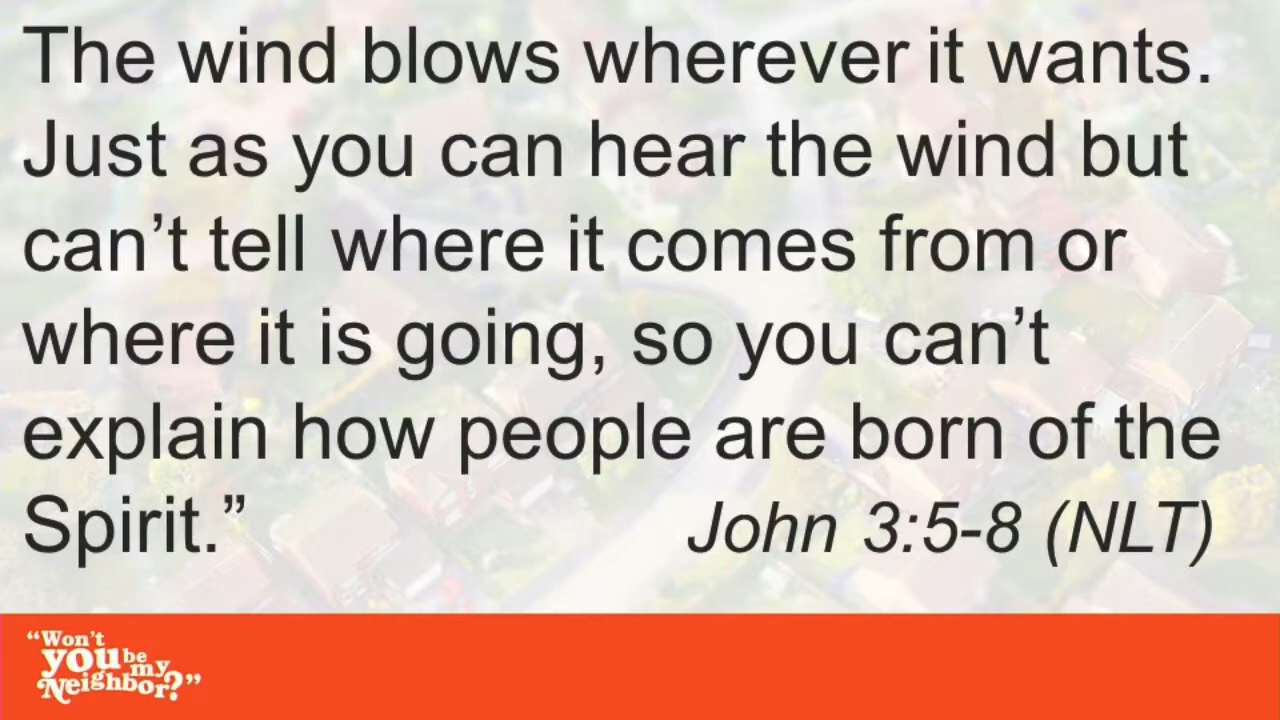 The wind blows wherever it wants.
Just as you can hear the wind but
can’t tell where it comes from or
where it is going, so you can’t
explain how people are born of the
Spirit.” John 3:5-8 (NLT)
“Won’t
you be
my
Neighbor?”